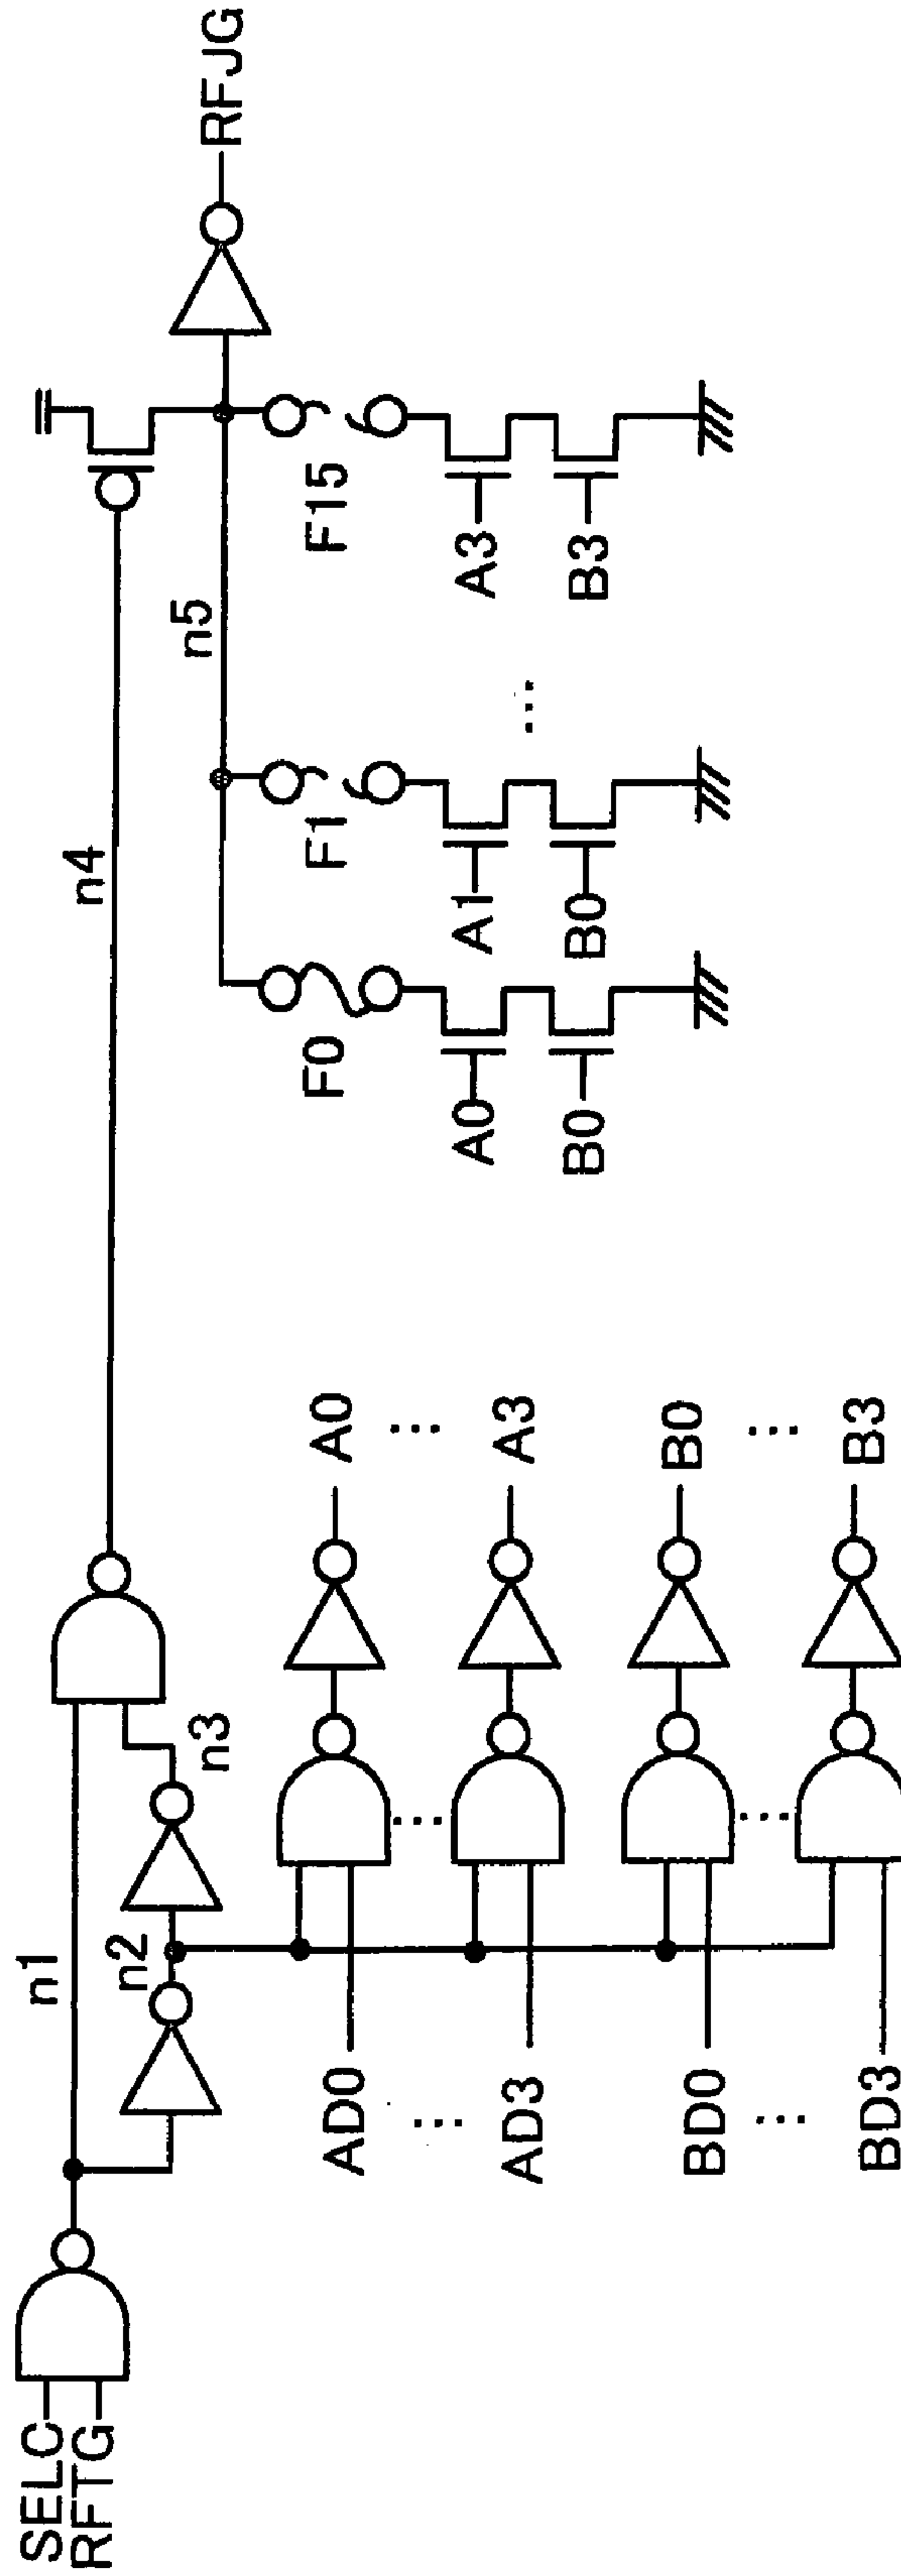 SELC
RFTG
n1
n2
n3
n4
n5
RFJG
AD0
...
AD3
BD0
...
BD3
...
...
A0
...
A3
B0
...
B3
F0
F1
F15
A0
A1
A3
...
B0
B0
B3